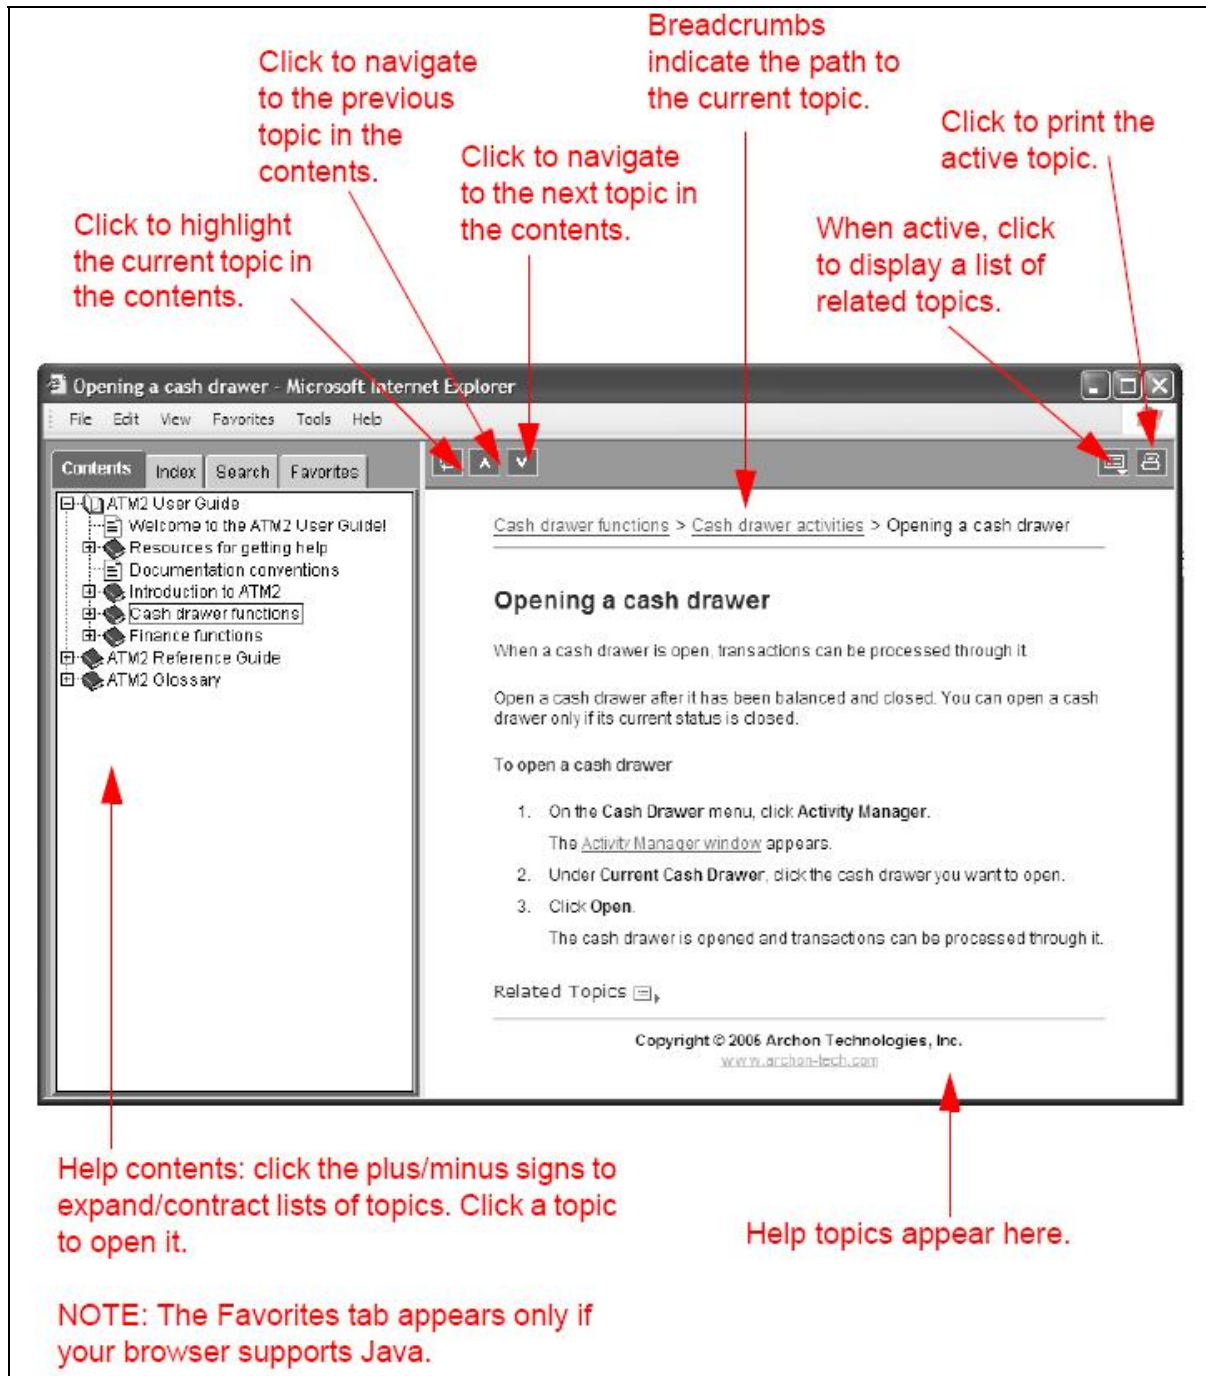 Breadcrumbs
indicate the path to
the current topic.
Click to navigate
to the previous
topic in the
contents.
Click to print the
active topic.
Click to navigate
to the next topic in
the contents.
Click to highlight
the current topic in
the contents.
When active, click
to display a list of
related topics.
Opening a cash drawer - Microsoft Internet Explorer
File Edit View Favorites Tools Help
Contents Index Search Favorites
ATM2 User Guide
Welcome to the ATM2 User Guide!
Resources for getting help
Documentation conventions
Introduction to ATM2
Cash drawer functions
Finance functions
ATM2 Reference Guide
ATM2 Glossary
Cash drawer functions > Cash drawer activities > Opening a cash drawer
Opening a cash drawer
When a cash drawer is open, transactions can be processed through it
Open a cash drawer after it has been balanced and closed. You can open a cash
drawer only if its current status is closed.
To open a cash drawer
1. On the Cash Drawer menu, click Activity Manager.
The Activity Manager window appears.
2. Under Current Cash Drawer, click the cash drawer you want to open.
3. Click Open.
The cash drawer is opened and transactions can be processed through it.
Related Topics
Copyright © 2006 Archon Technologies, Inc.
www.archon-tech.com
Help contents: click the plus/minus signs to
expand/contract lists of topics. Click a topic
to open it.
Help topics appear here.
NOTE: The Favorites tab appears only if
your browser supports Java.